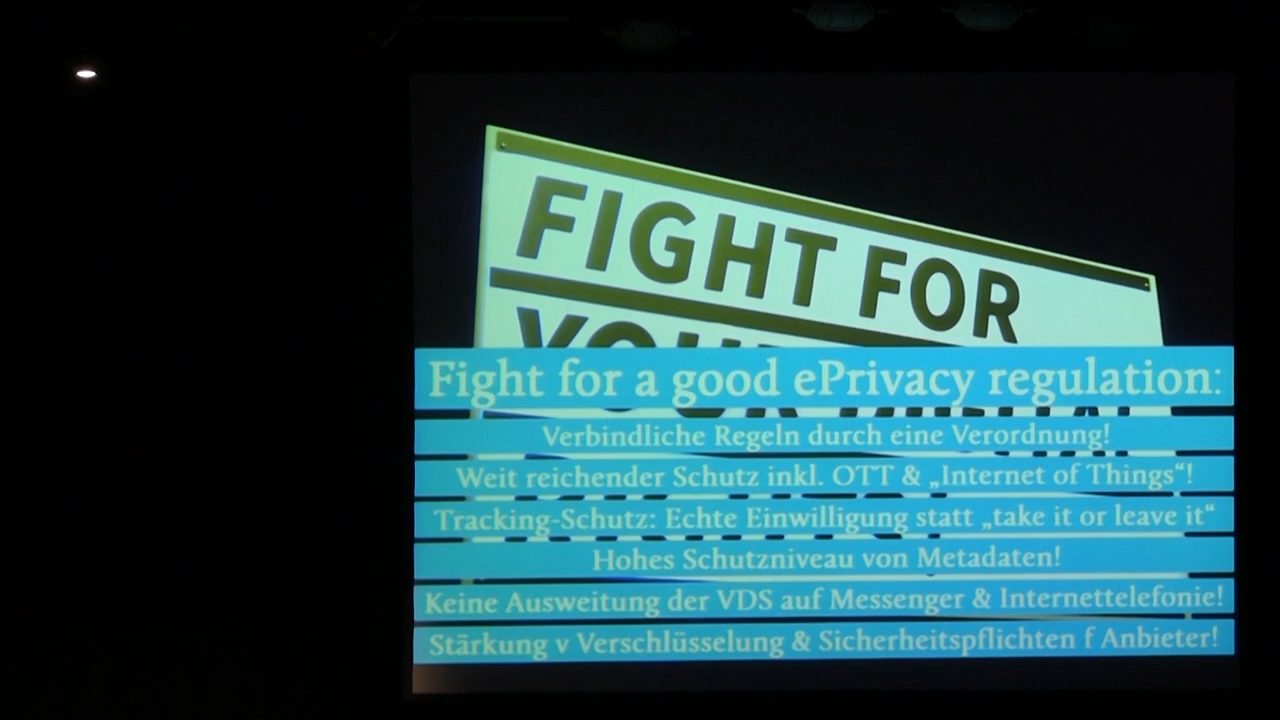 FIGHT FOR
Fight for a good ePrivacy regulation:
Verbindliche Regeln durch eine Verordnung!
Weit reichender Schutz inkl. OTT & „Internet of Things“!
Tracking-Schutz: Echte Einwilligung statt „take it or leave it“
Hohes Schutzniveau von Metadaten!
Keine Ausweitung der VDS auf Messenger & Internettelefonie!
Stärkung v Verschlüsselung & Sicherheitspflichten f Anbieter!